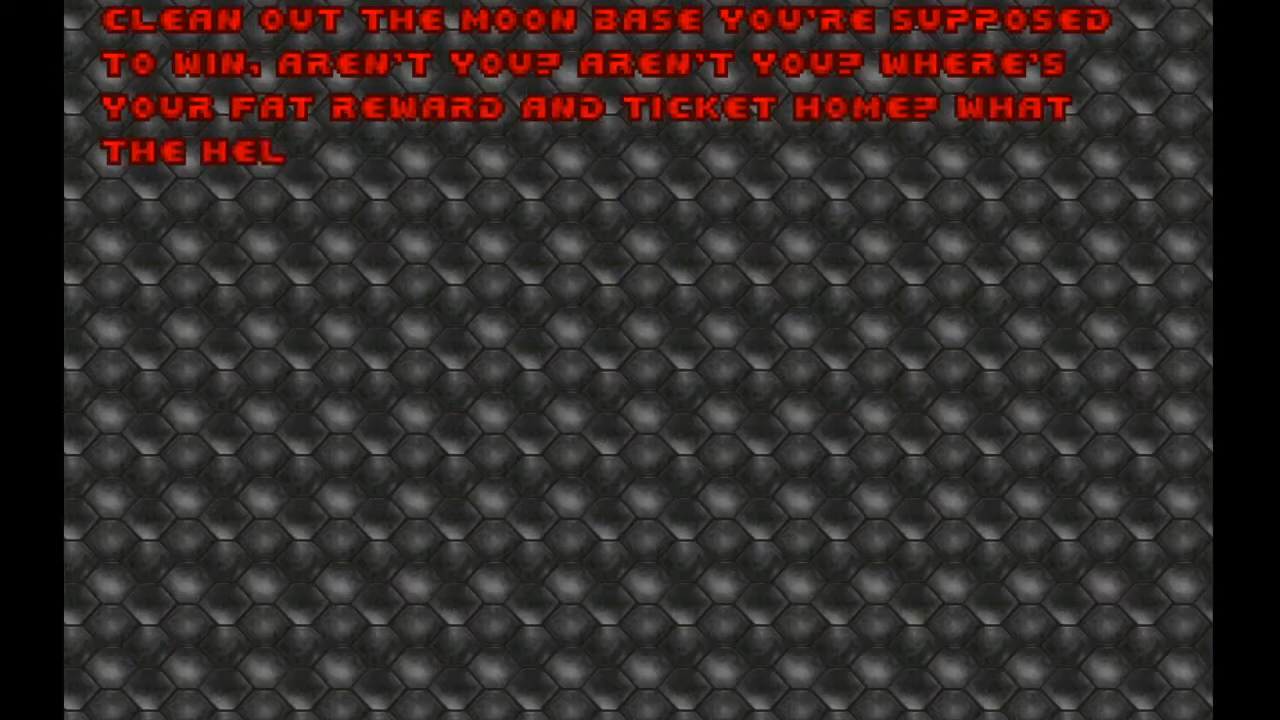 CLEAN OUT THE MOON BASE YOU'RE SUPPOSED
TO WIN, AREN'T YOU? AREN'T YOU? WHERE'S
YOUR FAT REWARD AND TICKET HOME? WHAT
THE HEL